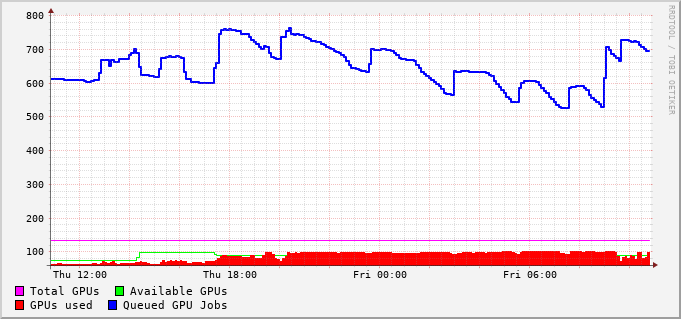 800
700
600
500
400
300
200
100
Thu 12:00 Thu 18:00 Fri 00:00 Fri 06:00
Total GPUs Available GPUs
GPUs used Queued GPU Jobs
RRDTOOL / TOBI OETIKER